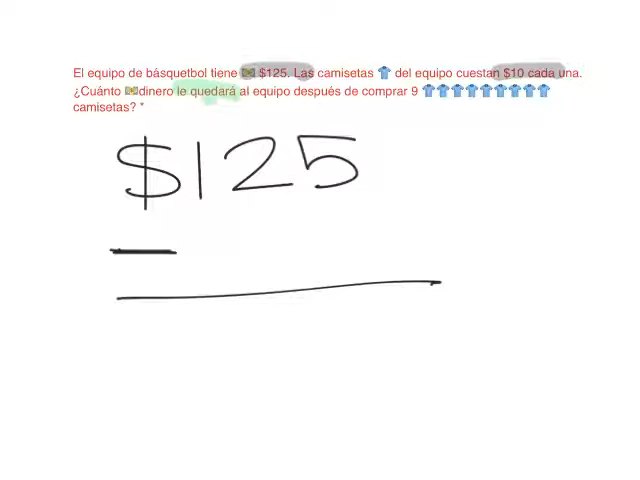 El equipo de básquetbol tiene 💵 $125. Las camisetas 👕 del equipo cuestan $10 cada una.
¿Cuánto 💵dinero le quedará al equipo después de comprar 9 👕👕👕👕👕👕👕👕👕
camisetas? *
$125
—